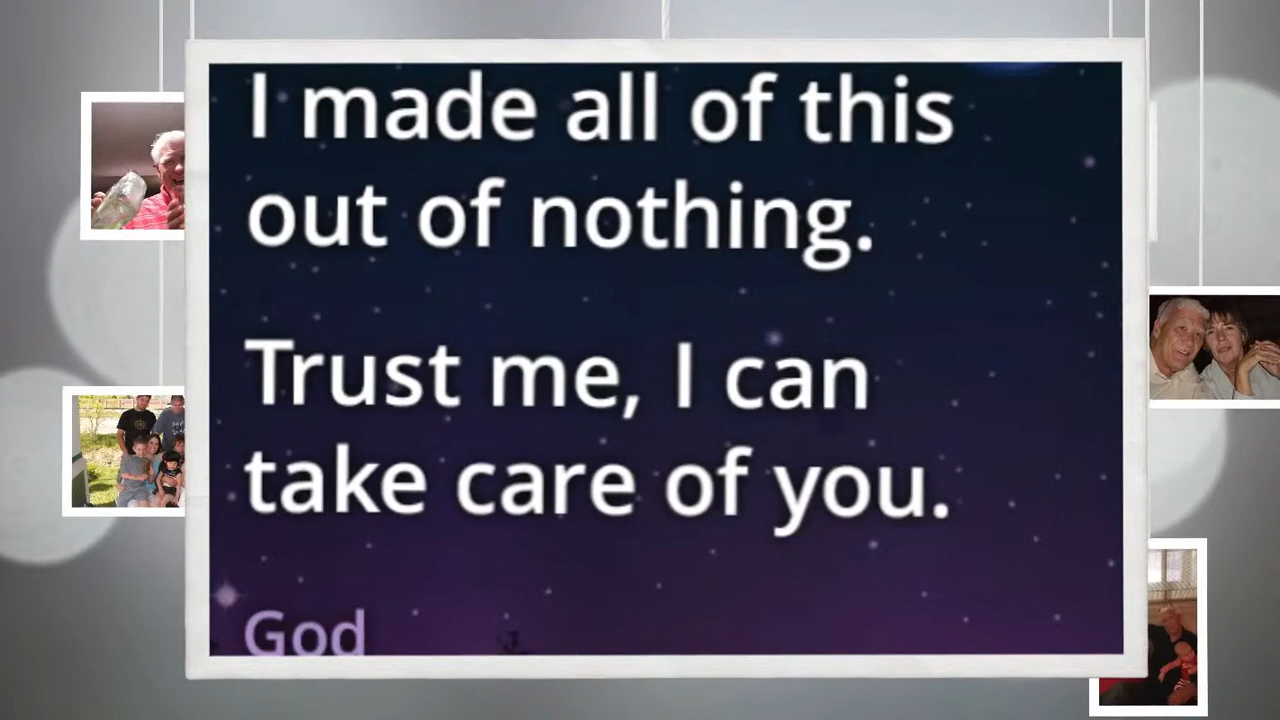 I made all of this
out of nothing.
Trust me, I can
take care of you.
God